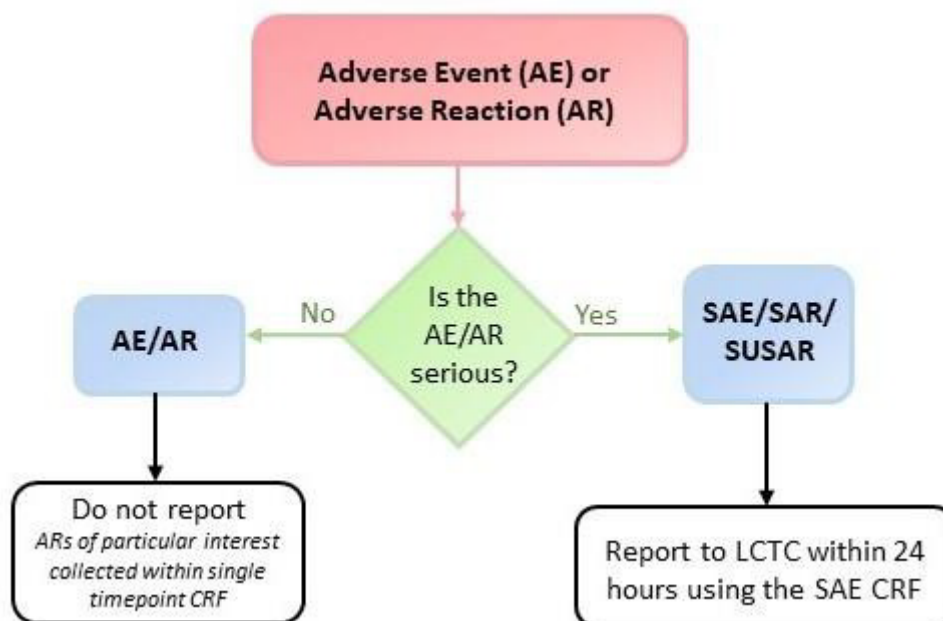 Adverse Event (AE) or
Adverse Reaction (AR)
Is the
AE/AR
serious?
No
Yes
AE/AR
SAE/SAR/
SUSAR
Do not report
ARs of particular interest
collected within single
timepoint CRF
Report to LCTC within 24
hours using the SAE CRF